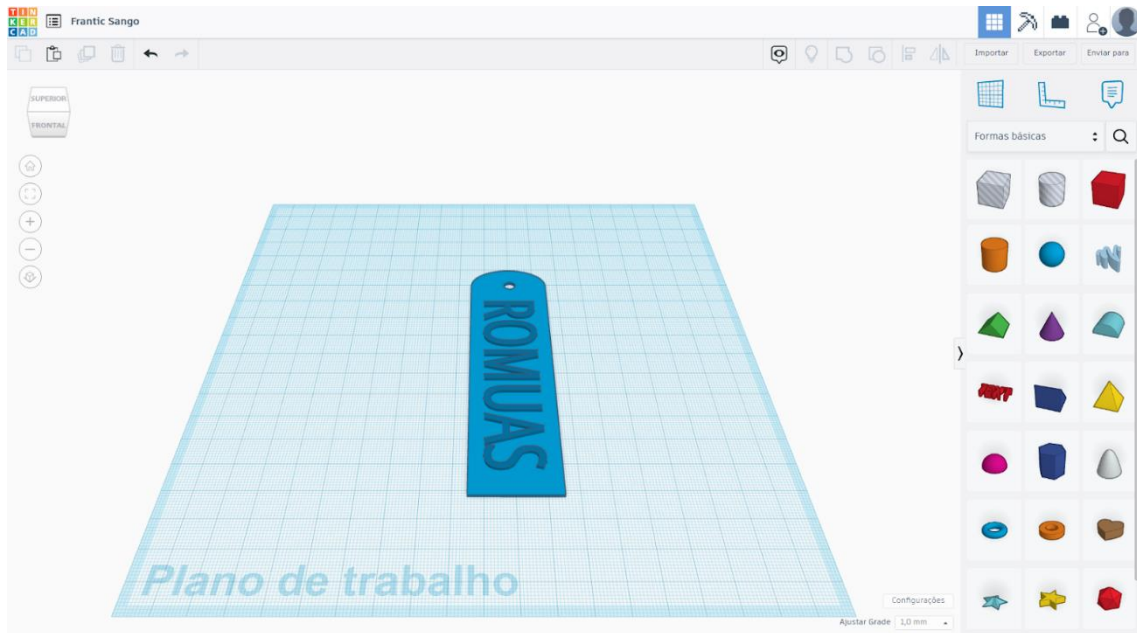 TIN
KER
CAD
Frantic Sango
Importar
Exportar
Enviar para
SUPERIOR
FRONTAL
Formas básicas
TEXT
ROMUAS
Plano de trabalho
Configurações
Ajustar Grade 1,0 mm